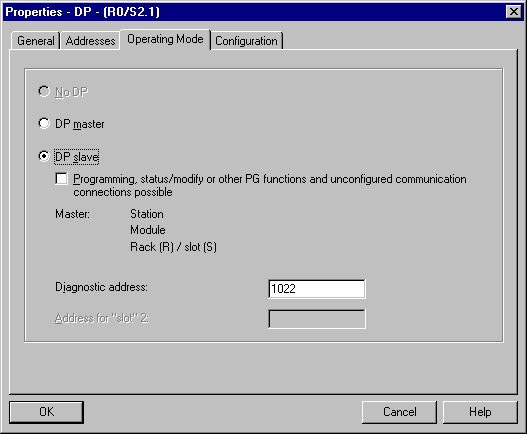 Properties - DP - (R0/S2.1)
General Addresses Operating Mode Configuration
No DP
DP master
DP slave
Programming, status/modify or other PG functions and unconfigured communication
connections possible
Master: Station
Module
Rack (R) / slot (S)
Diagnostic address: 1022
Address for "slot" 2:
OK Cancel Help